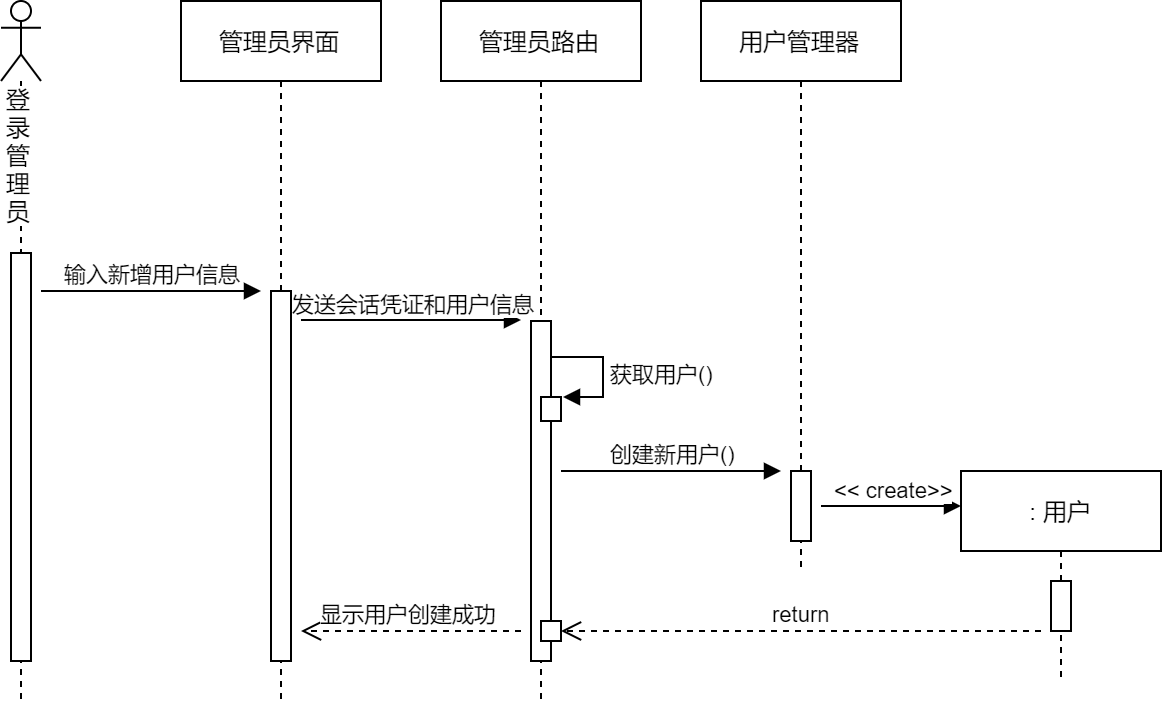 管理员界面
管理员路由
用户管理器
登录管理员
输入新增用户信息
发送会话凭证和用户信息
获取用户()
创建新用户()
<< create>>
: 用户
显示用户创建成功
return